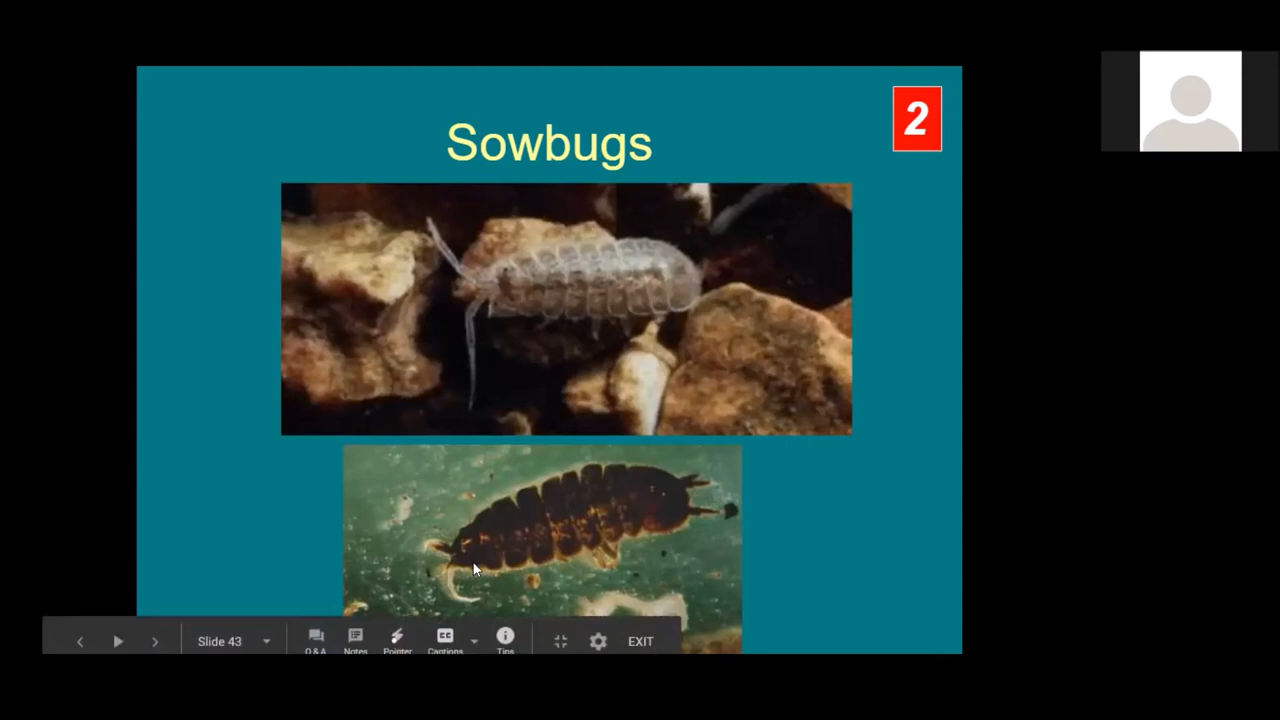 2
Sowbugs
Slide 43
Q & A
Notes
Pointer
Captions
Tips
EXIT